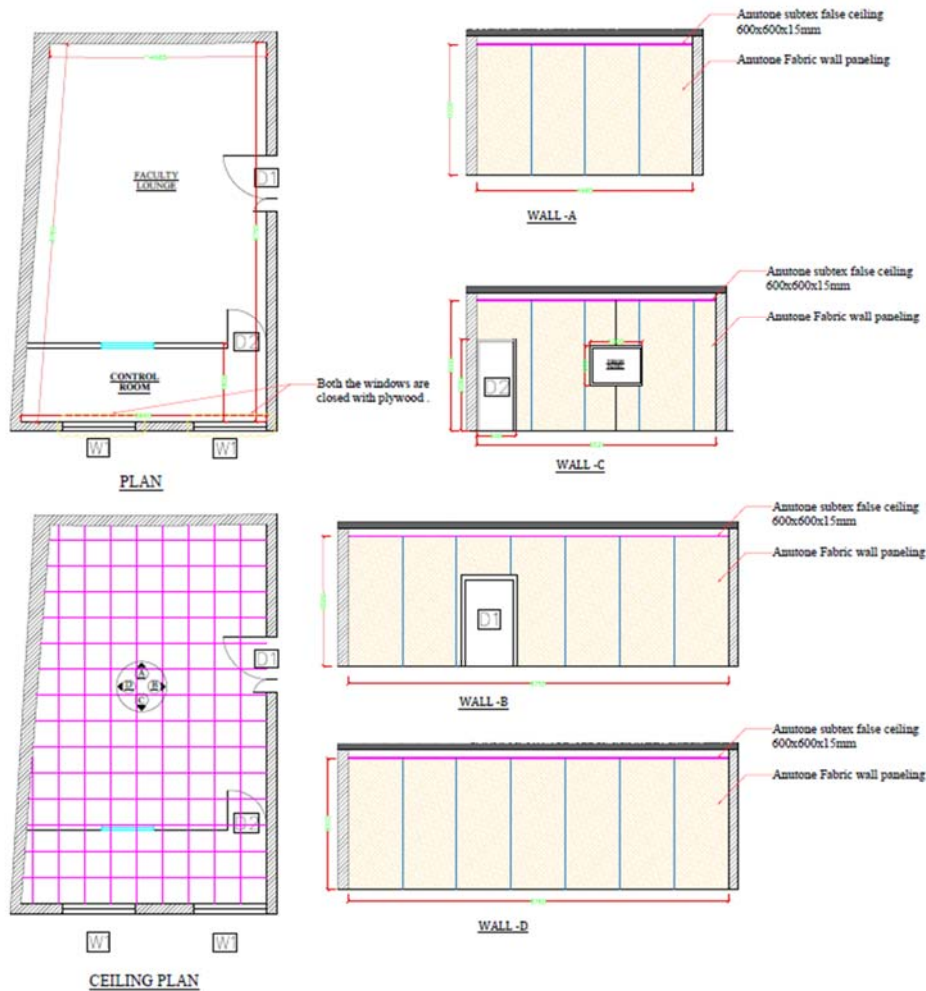 Anutone subtex false ceiling
600x600x15mm
Anutone Fabric wall paneling
WALL -A
FACULTY
LOUNGE
D1
D2
CONTROL
ROOM
Both the windows are
closed with plywood .
W1
W1
PLAN
Anutone subtex false ceiling
600x600x15mm
Anutone Fabric wall paneling
D2
WALL -C
Anutone subtex false ceiling
600x600x15mm
Anutone Fabric wall paneling
D1
WALL -B
A
D
B
C
D1
D2
W1
W1
CEILING PLAN
Anutone subtex false ceiling
600x600x15mm
Anutone Fabric wall paneling
WALL -D